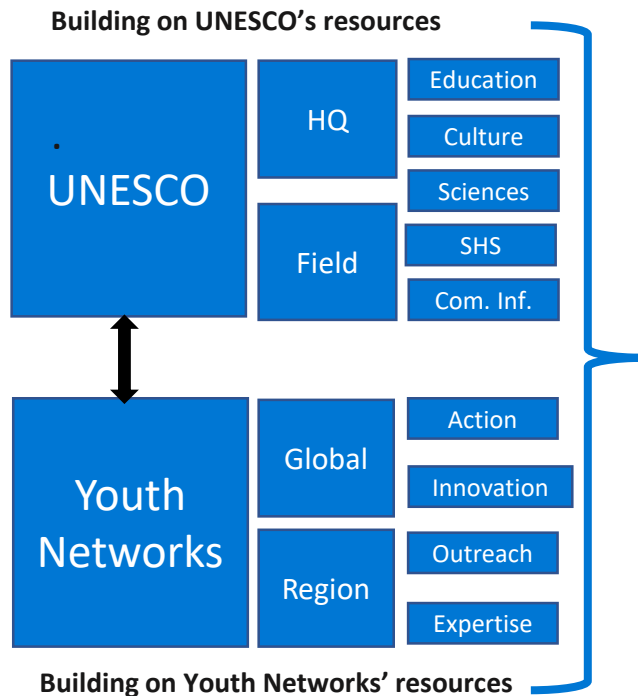 Building on UNESCO’s resources
UNESCO
HQ
Field
Education
Culture
Sciences
SHS
Com. Inf.
Youth
Networks
Global
Region
Action
Innovation
Outreach
Expertise
Building on Youth Networks’ resources